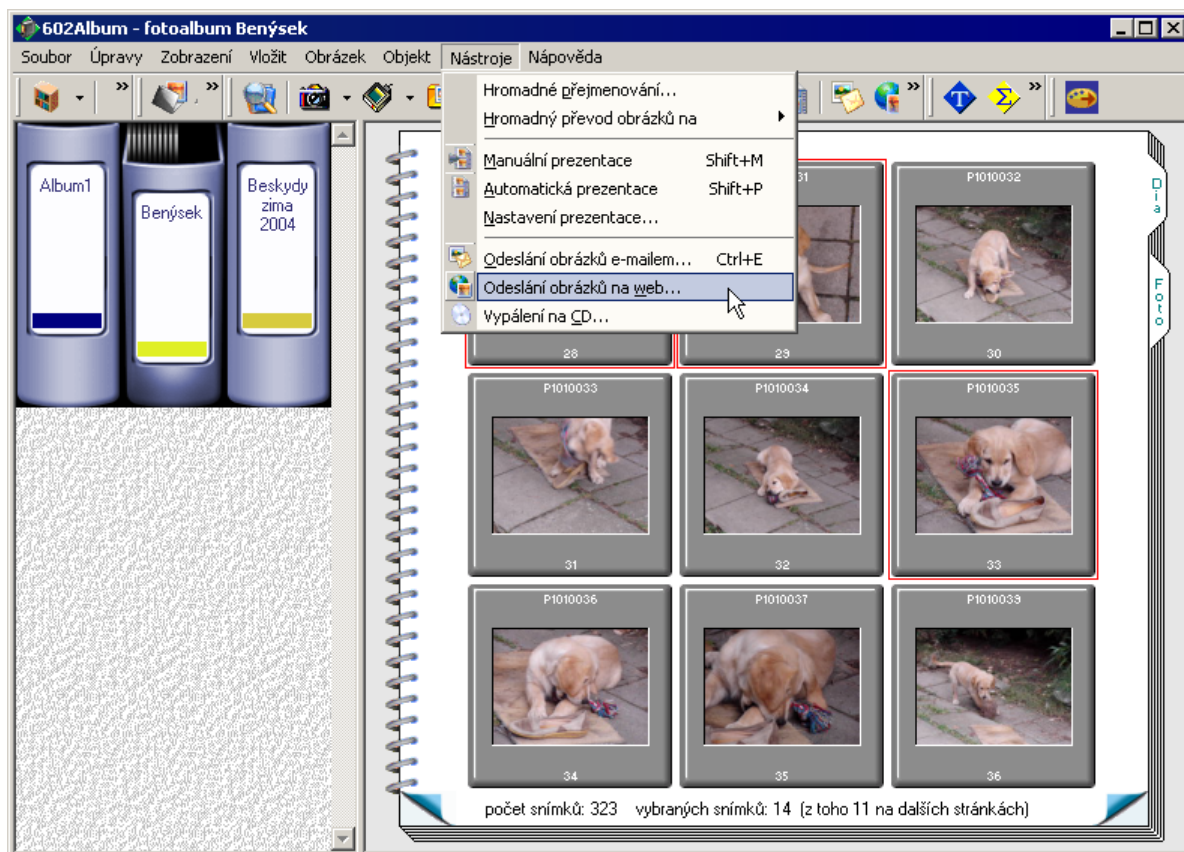 602Album - fotoalbum Benýsek
Soubor Úpravy Zobrazení Vložit Obrázek Objekt Nástroje Nápověda
Hromadné přejmenování...
Hromadný převod obrázků na
Manuální prezentace Shift+M
Automatická prezentace Shift+P
Nastavení prezentace...
Odeslání obrázků e-mailem... Ctrl+E
Odeslání obrázků na web...
Vypálení na CD...
Album1
Benýsek
Beskydy
zima
2004
31 P1010032
28 29 30
P1010033 P1010034 P1010035
31 32 33
P1010036 P1010037 P1010039
34 35 36
Dia
Foto
počet snímků: 323 vybraných snímků: 14 (z toho 11 na dalších stránkách)